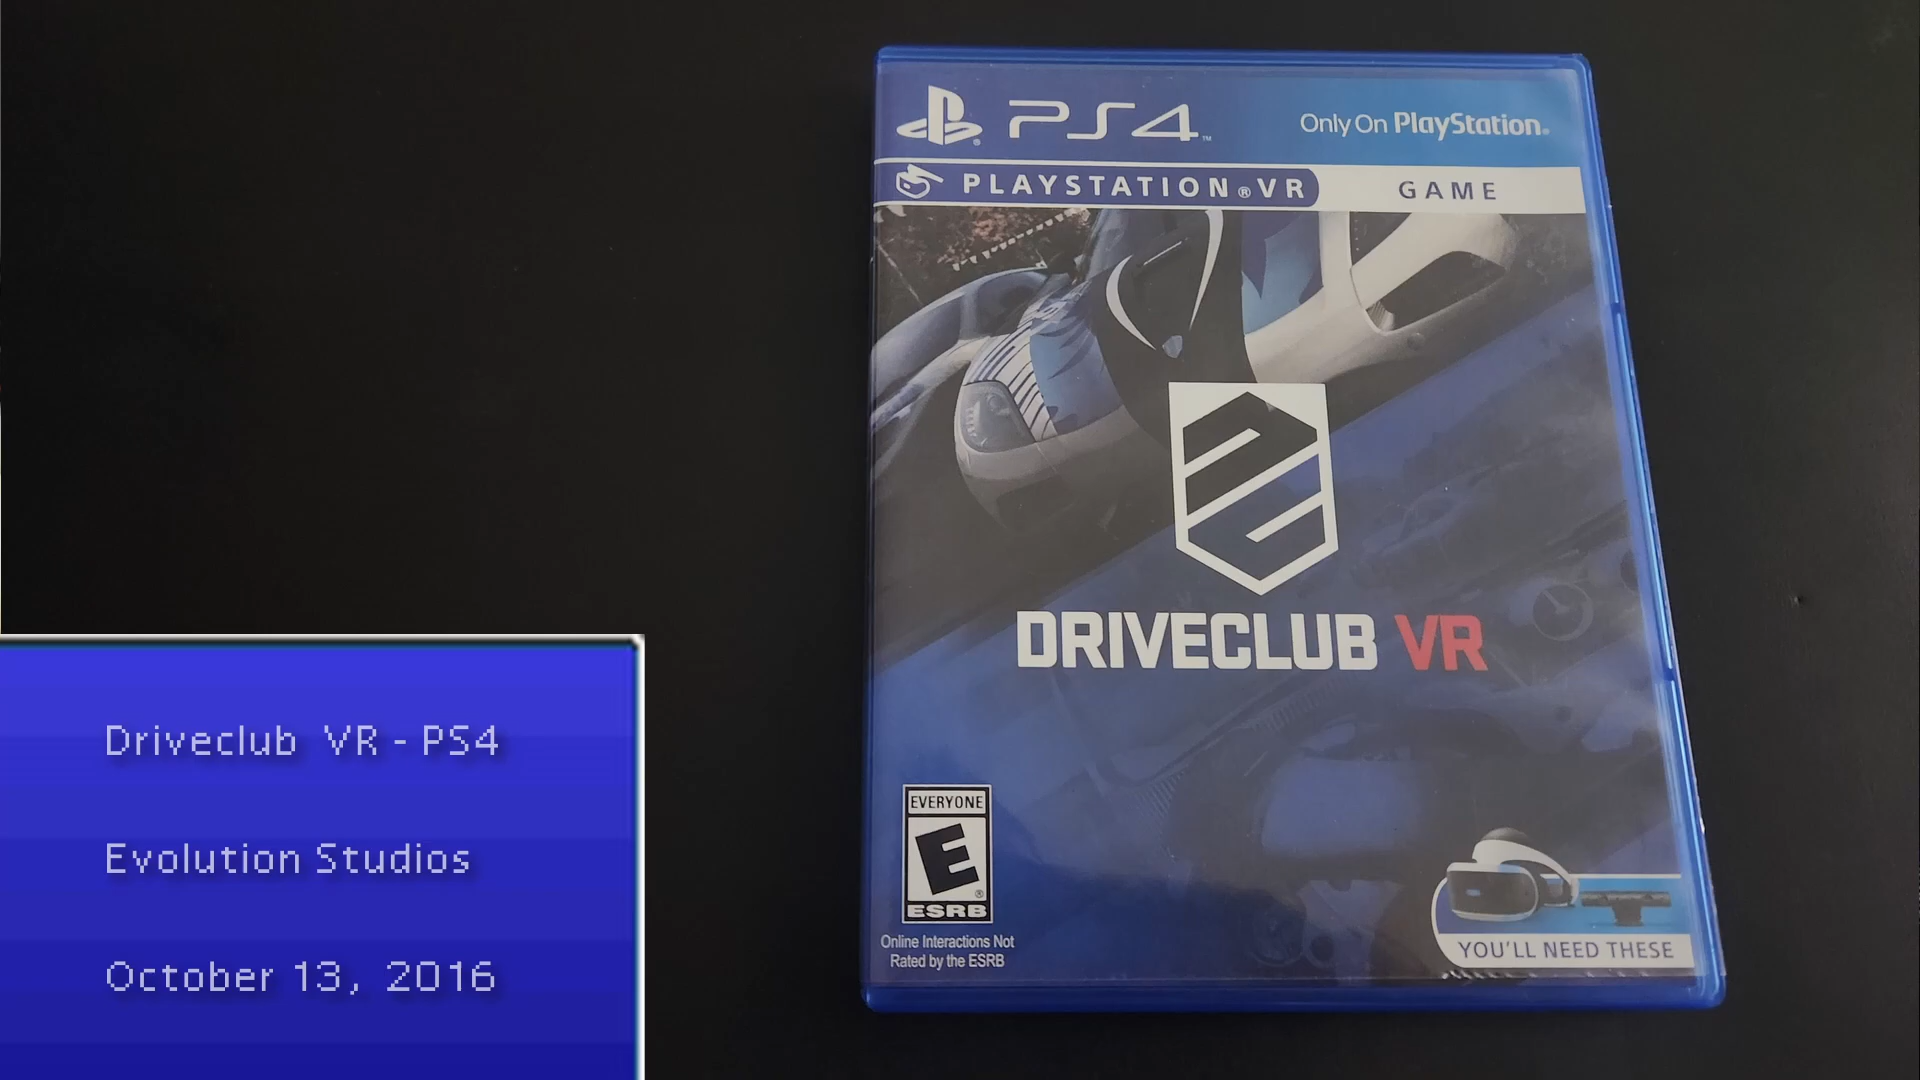 PS4™
Only On PlayStation®
PLAYSTATION®VR
GAME
DRIVECLUB VR
EVERYONE
E
ESRB
Online Interactions Not
Rated by the ESRB
YOU'LL NEED THESE
Driveclub VR - PS4
Evolution Studios
October 13, 2016